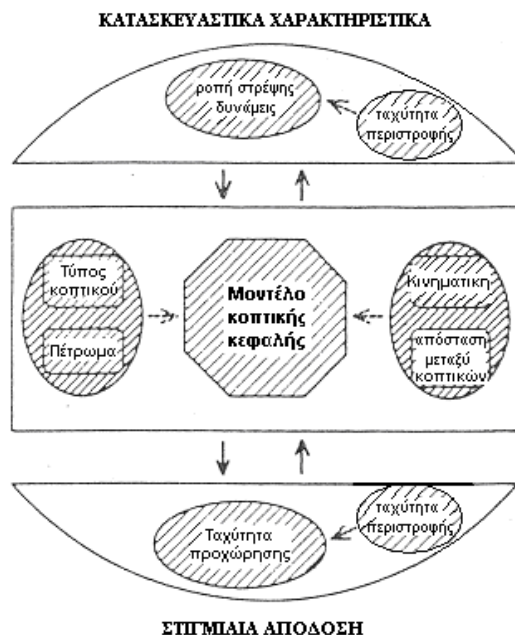 ΚΑΤΑΣΚΕΥΑΣΤΙΚΑ ΧΑΡΑΚΤΗΡΙΣΤΙΚΑ
ροπή στρέψης
δυνάμεις
ταχύτητα
περιστροφής
Τύπος
κοπτικού
Πέτρωμα
Μοντέλο
κοπτικής
κεφαλής
Κινηματικη
απόσταση
μεταξύ
κοπτικών
Ταχύτητα
προχώρησης
ταχύτητα
περιστροφής
ΣΤΙΓΜΙΑΙΑ ΑΠΟΔΟΣΗ